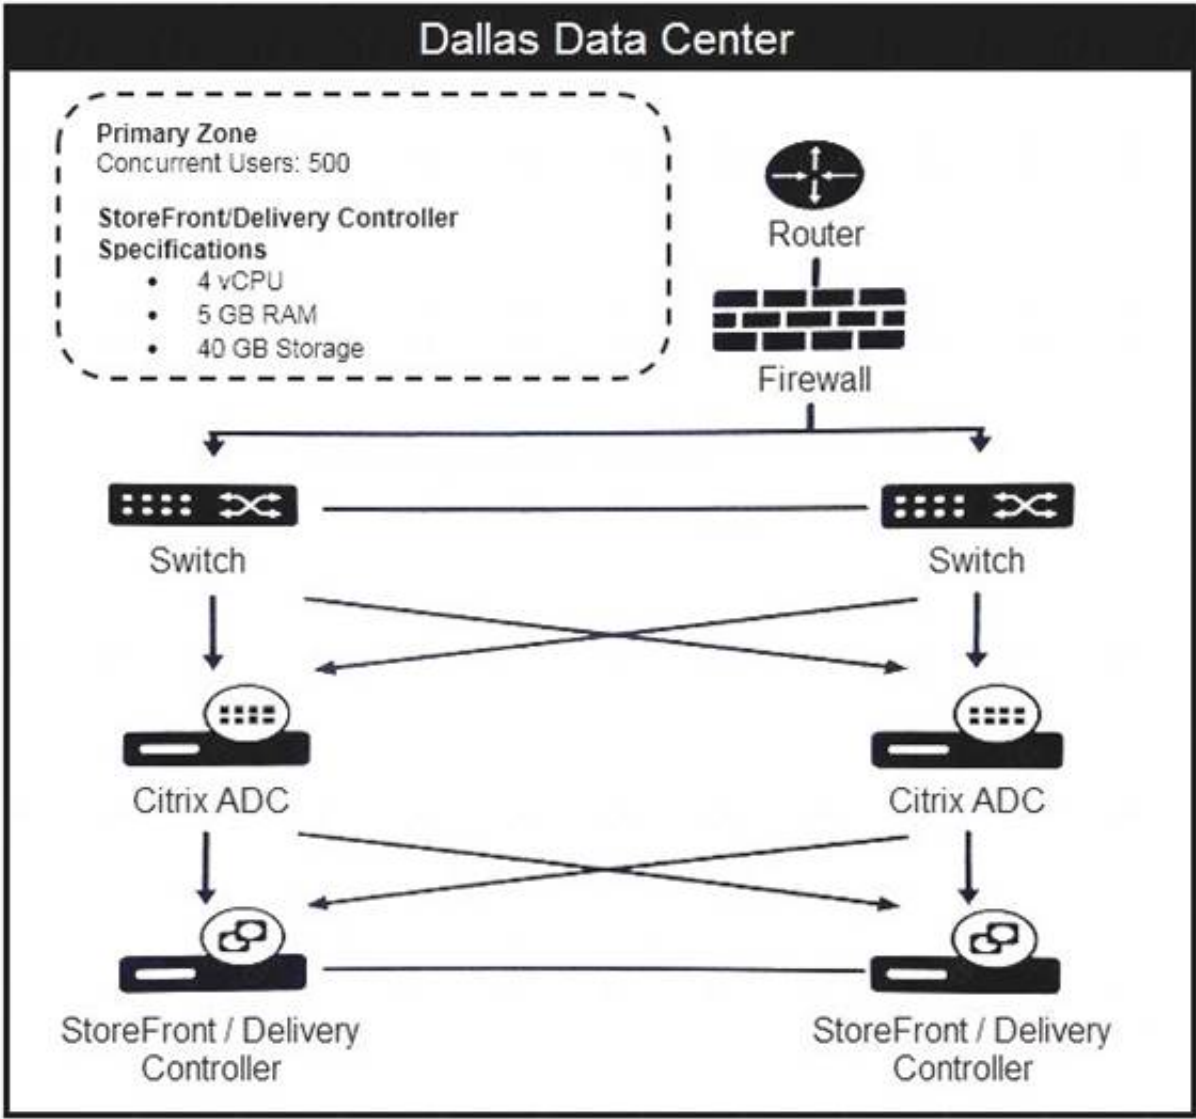 Dallas Data Center
Primary Zone
Concurrent Users: 500
StoreFront/Delivery Controller
Specifications
• 4 vCPU
• 5 GB RAM
• 40 GB Storage
Router
Firewall
Switch
Switch
Citrix ADC
Citrix ADC
StoreFront / Delivery
Controller
StoreFront / Delivery
Controller